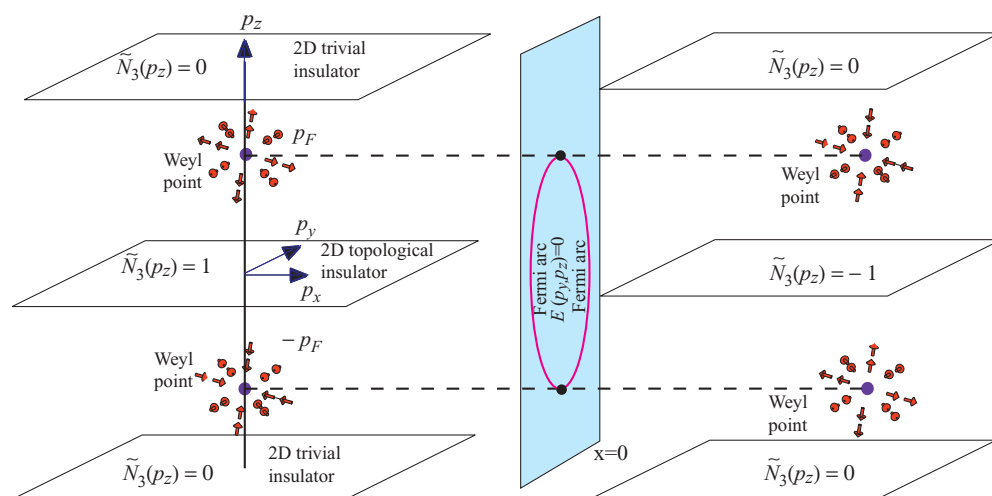 p_z
2D trivial
insulator
Ñ_3(p_z) = 0
Ñ_3(p_z) = 0
p_F
Weyl
point
Weyl
point
p_y
2D topological
insulator
Ñ_3(p_z) = 1
p_x
Fermi arc
E (p_y,p_z)=0
Fermi arc
Ñ_3(p_z) = − 1
− p_F
Weyl
point
Weyl
point
2D trivial
insulator
Ñ_3(p_z) = 0
x=0
Ñ_3(p_z) = 0